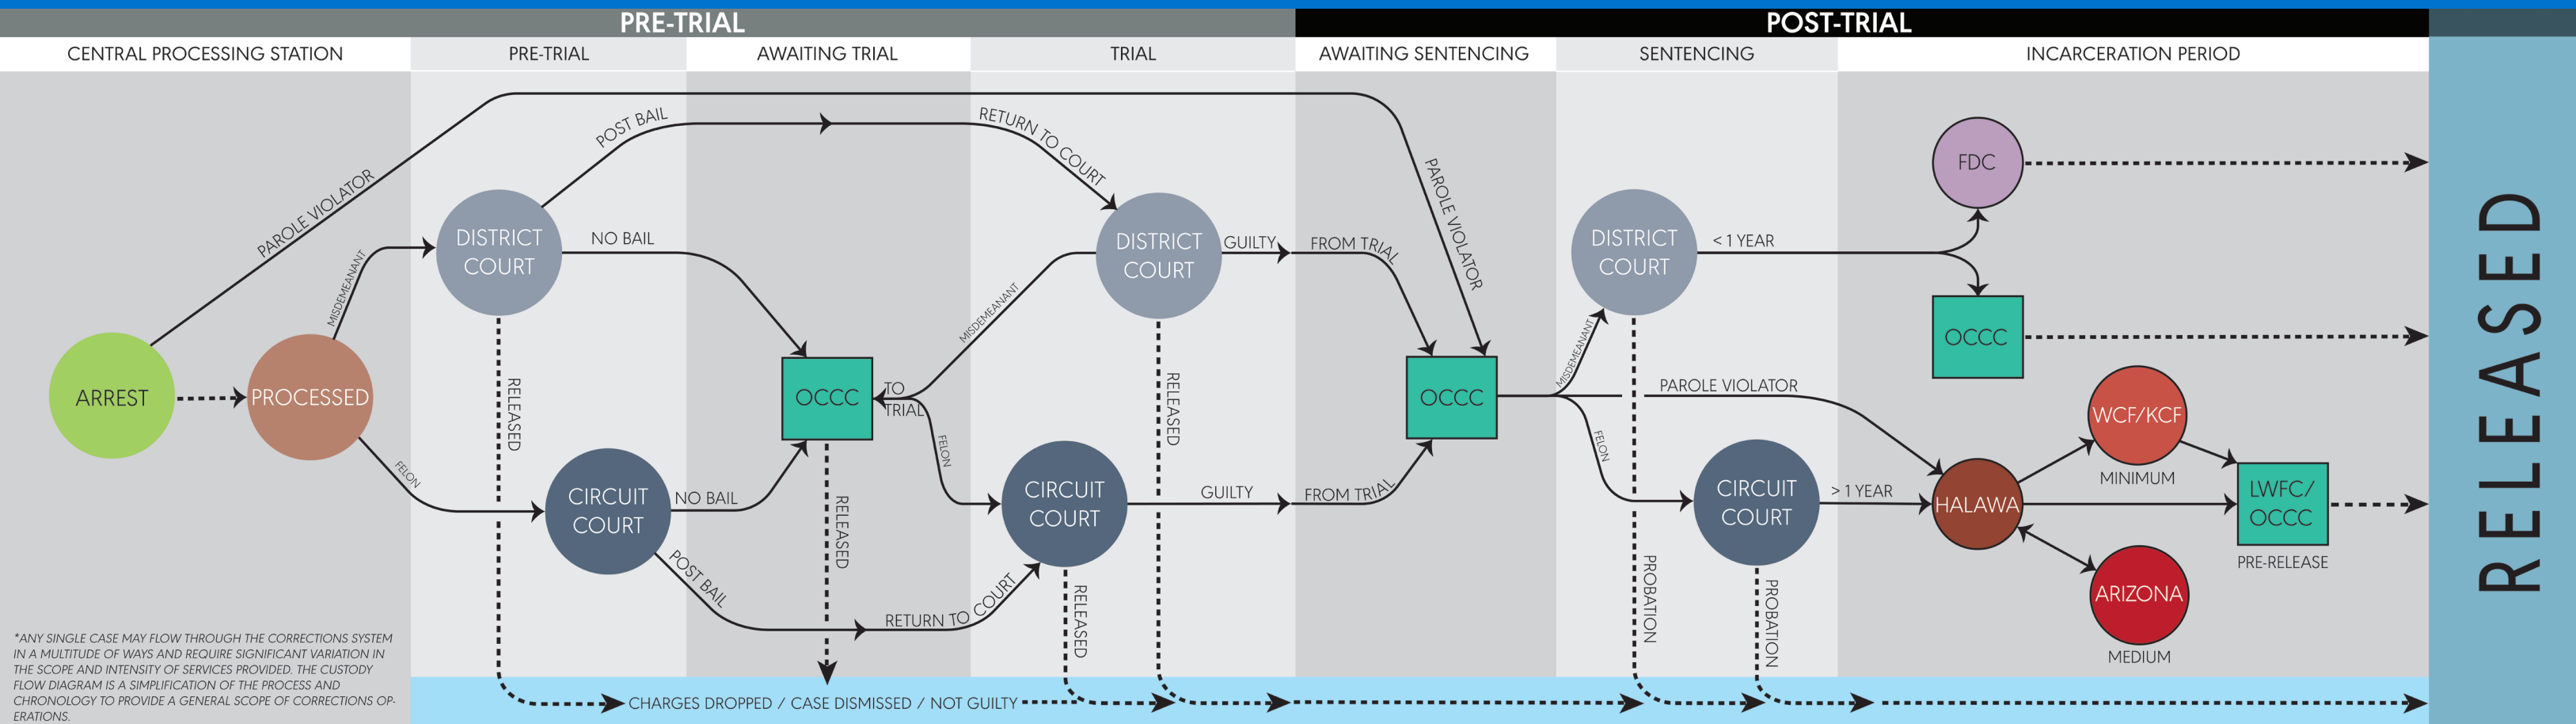 PRE-TRIAL
POST-TRIAL
CENTRAL PROCESSING STATION
PRE-TRIAL
AWAITING TRIAL
TRIAL
AWAITING SENTENCING
SENTENCING
INCARCERATION PERIOD
ARREST
PROCESSED
PAROLE VIOLATOR
MISDEMEANANT
FELON
DISTRICT
COURT
POST BAIL
NO BAIL
RELEASED
CIRCUIT
COURT
NO BAIL
POST BAIL
OCCC
RELEASED
TO
TRIAL
RETURN TO COURT
MISDEMEANANT
FELON
RETURN TO COURT
DISTRICT
COURT
GUILTY
RELEASED
CIRCUIT
COURT
GUILTY
RELEASED
FROM TRIAL
PAROLE VIOLATOR
OCCC
FROM TRIAL
MISDEMEANANT
PAROLE VIOLATOR
FELON
DISTRICT
COURT
< 1 YEAR
PROBATION
CIRCUIT
COURT
> 1 YEAR
PROBATION
FDC
OCCC
WCF/KCF
MINIMUM
HALAWA
LWFC/
OCCC
PRE-RELEASE
ARIZONA
MEDIUM
RELEASED
*ANY SINGLE CASE MAY FLOW THROUGH THE CORRECTIONS SYSTEM
IN A MULTITUDE OF WAYS AND REQUIRE SIGNIFICANT VARIATION IN
THE SCOPE AND INTENSITY OF SERVICES PROVIDED. THE CUSTODY
FLOW DIAGRAM IS A SIMPLIFICATION OF THE PROCESS AND
CHRONOLOGY TO PROVIDE A GENERAL SCOPE OF CORRECTIONS OP-
ERATIONS.
CHARGES DROPPED / CASE DISMISSED / NOT GUILTY